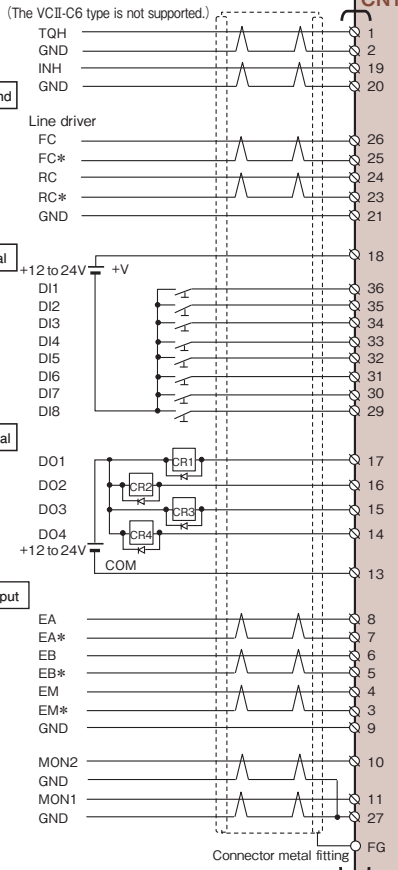 CN1
(The VCⅡ-C6 type is not supported.)
TQH 1
GND 2
INH 19
GND 20
nd
Line driver
FC 26
FC* 25
RC 24
RC* 23
GND 21
al
18
+12 to 24V +V
DI1 36
DI2 35
DI3 34
DI4 33
DI5 32
DI6 31
DI7 30
DI8 29
al
DO1 CR1 17
DO2 CR2 16
DO3 CR3 15
DO4 CR4 14
+12 to 24V
COM 13
put
EA 8
EA* 7
EB 6
EB* 5
EM 4
EM* 3
GND 9
MON2 10
GND
MON1 11
GND 27
FG
Connector metal fitting